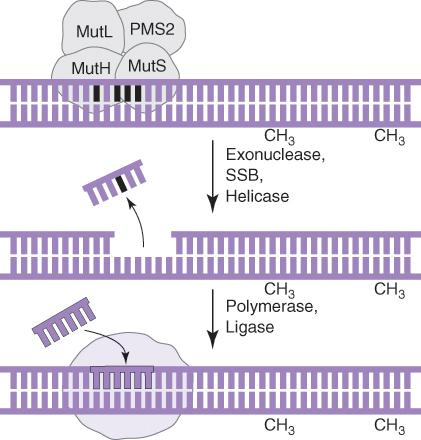 MutL PMS2
MutH MutS
CH3 CH3
Exonuclease,
SSB,
Helicase
CH3 CH3
Polymerase,
Ligase
CH3 CH3